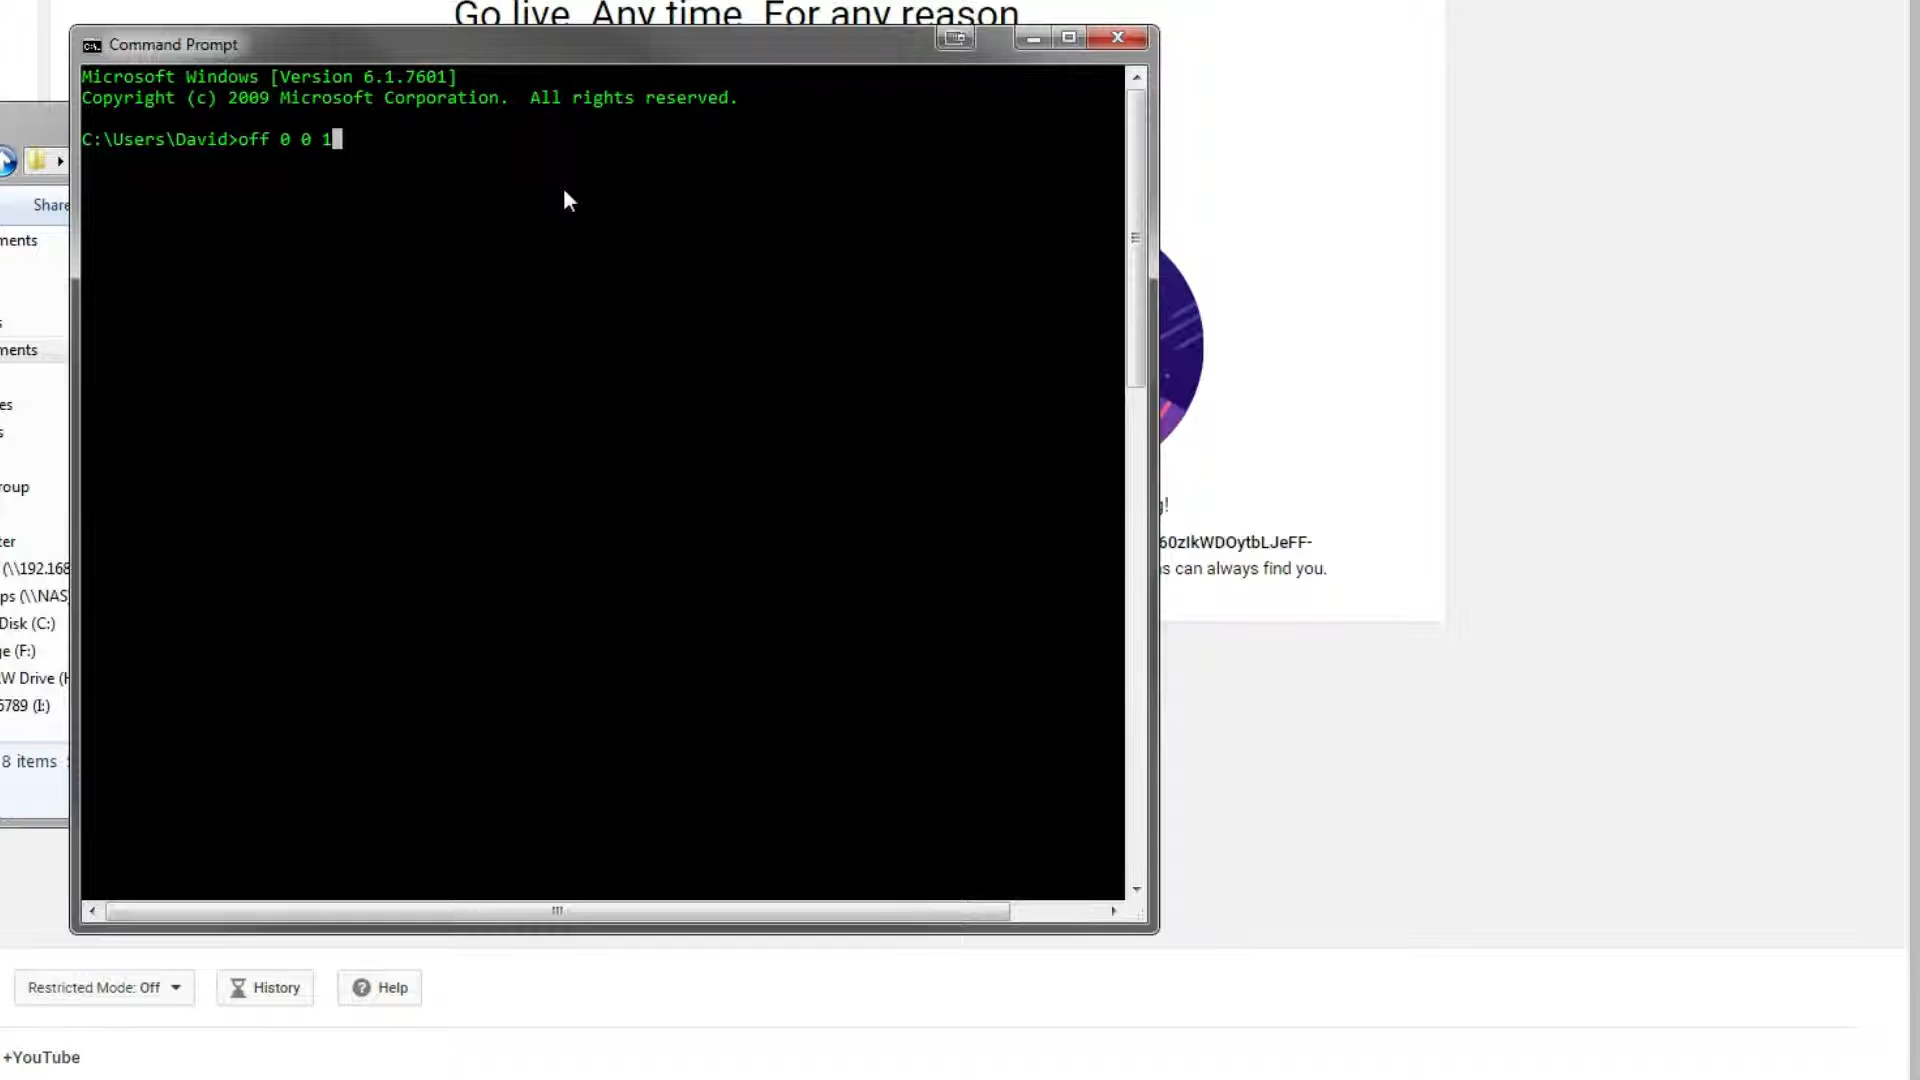 Go live. Any time. For any reason
Command Prompt
Microsoft Windows [Version 6.1.7601]
Copyright (c) 2009 Microsoft Corporation.  All rights reserved.
C:\Users\David>off 0 0 1
Share
ments
s
ments
es
s
roup
ter
(\\192.168
ps (\\NAS
Disk (C:)
ge (F:)
W Drive (H
5789 (I:)
8 items
g!
60zIkWDOytbLJeFF-
s can always find you.
Restricted Mode: Off
History
Help
+YouTube